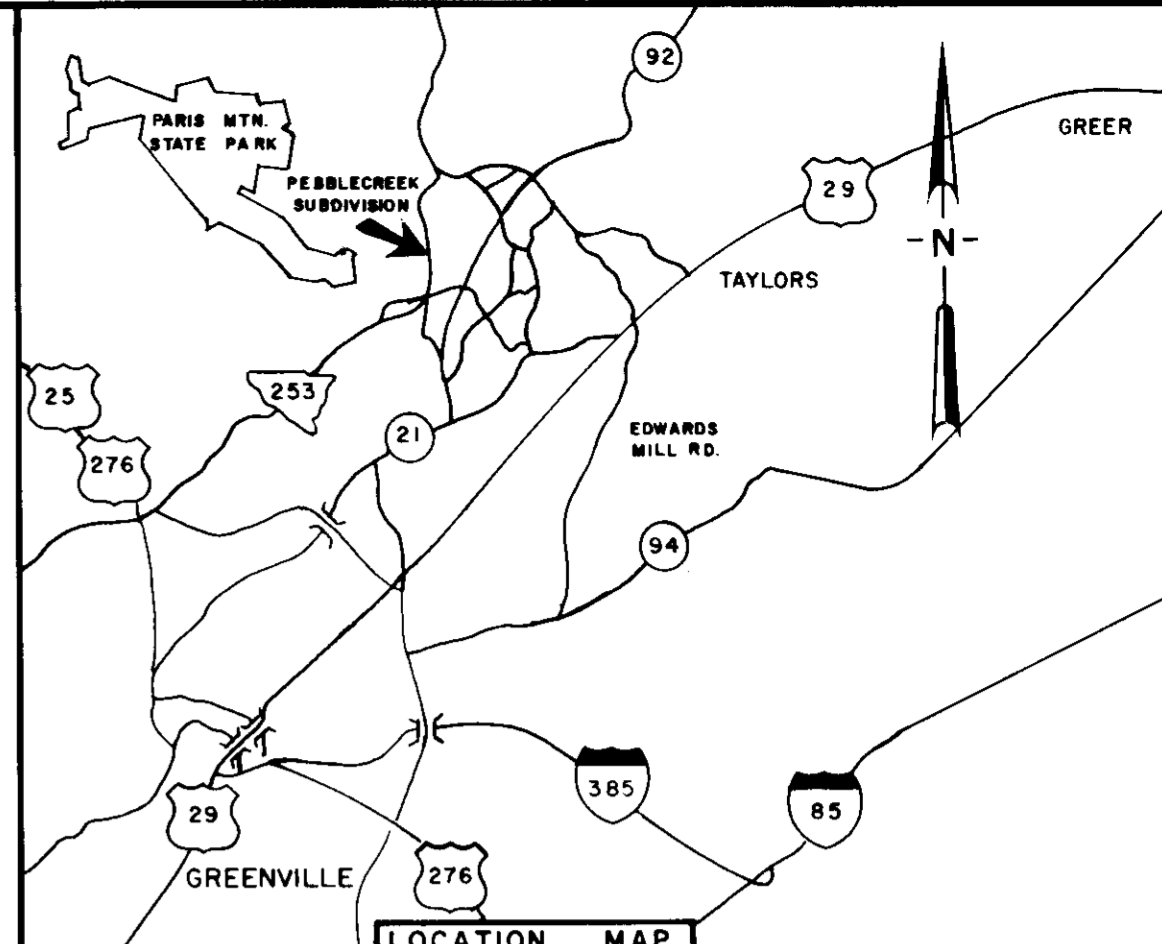 92
GREER
PARIS MTN.
STATE PARK
29
PEBBLECREEK
SUBDIVISION
-N-
TAYLORS
25
253
21
EDWARDS
MILL RD.
276
94
385
85
29
GREENVILLE
276
LOCATION MAP